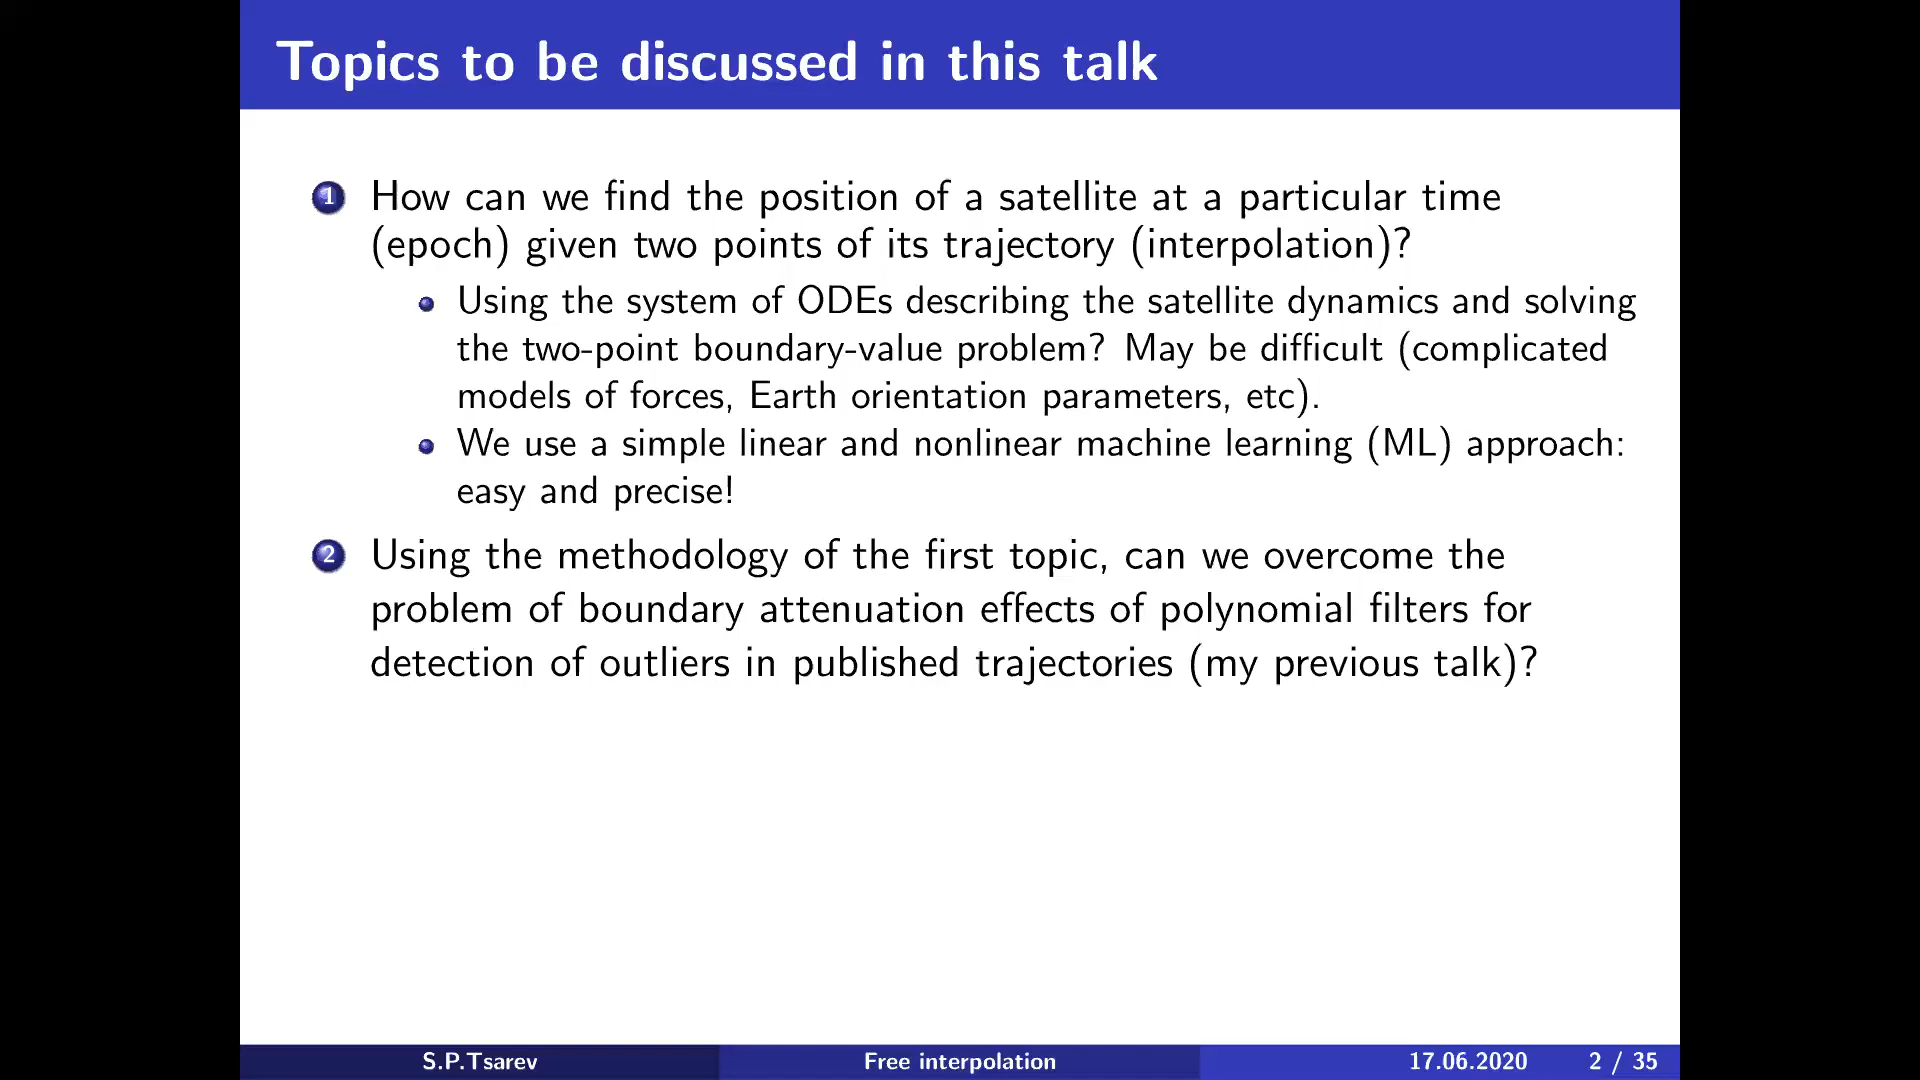 Topics to be discussed in this talk
1 How can we find the position of a satellite at a particular time
(epoch) given two points of its trajectory (interpolation)?
Using the system of ODEs describing the satellite dynamics and solving
the two-point boundary-value problem? May be difficult (complicated
models of forces, Earth orientation parameters, etc).
We use a simple linear and nonlinear machine learning (ML) approach:
easy and precise!
2 Using the methodology of the first topic, can we overcome the
problem of boundary attenuation effects of polynomial filters for
detection of outliers in published trajectories (my previous talk)?
S.P.Tsarev Free interpolation 17.06.2020 2 / 35